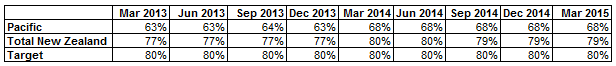 Mar 2013 Jun 2013 Sep 2013 Dec 2013 Mar 2014 Jun 2014 Sep 2014 Dec 2014 Mar 2015
Pacific 63% 63% 64% 63% 68% 68% 68% 68% 68%
Total New Zealand 77% 77% 77% 77% 80% 80% 79% 79% 79%
Target 80% 80% 80% 80% 80% 80% 80% 80% 80%